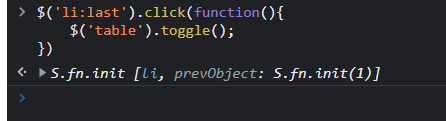 > $('li:last').click(function(){
$('table').toggle();
})
S.fn.init [li, prevObject: S.fn.init(1)]
>